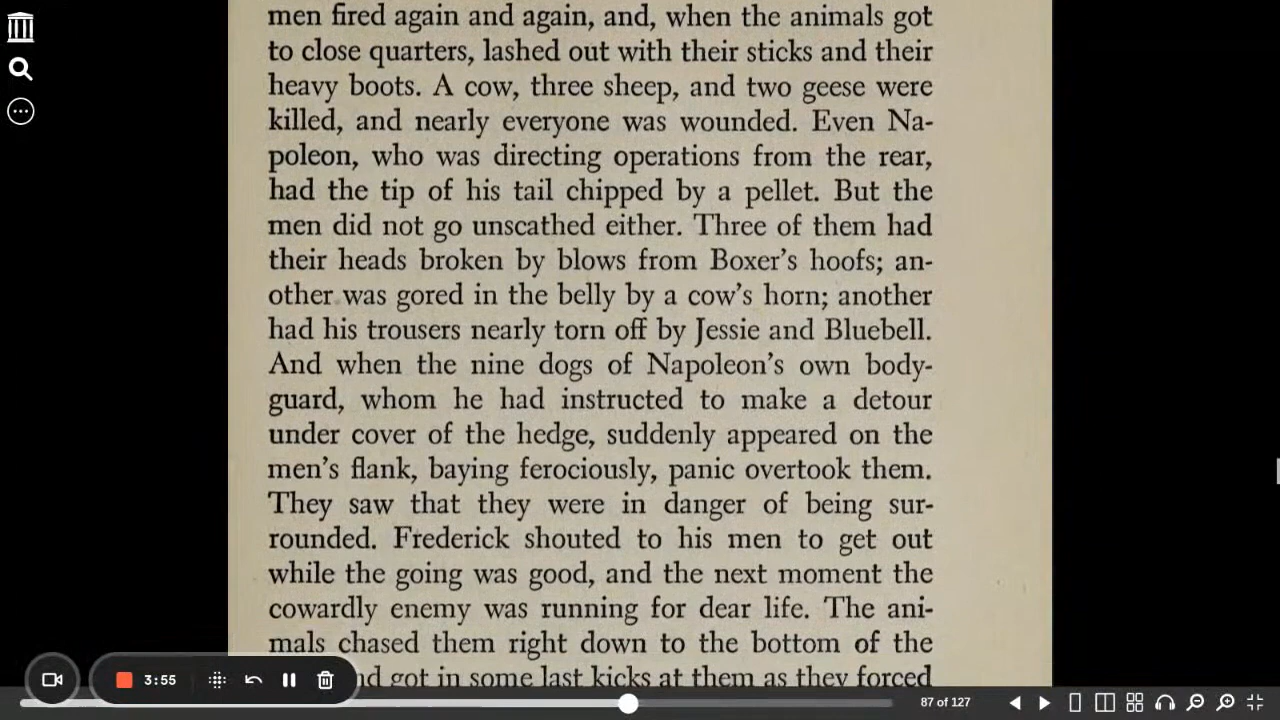 men fired again and again, and, when the animals got
to close quarters, lashed out with their sticks and their
heavy boots. A cow, three sheep, and two geese were
killed, and nearly everyone was wounded. Even Na-
poleon, who was directing operations from the rear,
had the tip of his tail chipped by a pellet. But the
men did not go unscathed either. Three of them had
their heads broken by blows from Boxer's hoofs; an-
other was gored in the belly by a cow's horn; another
had his trousers nearly torn off by Jessie and Bluebell.
And when the nine dogs of Napoleon's own body-
guard, whom he had instructed to make a detour
under cover of the hedge, suddenly appeared on the
men's flank, baying ferociously, panic overtook them.
They saw that they were in danger of being sur-
rounded. Frederick shouted to his men to get out
while the going was good, and the next moment the
cowardly enemy was running for dear life. The ani-
mals chased them right down to the bottom of the
got in some last kicks at them as they forced
3:55
87 of 127